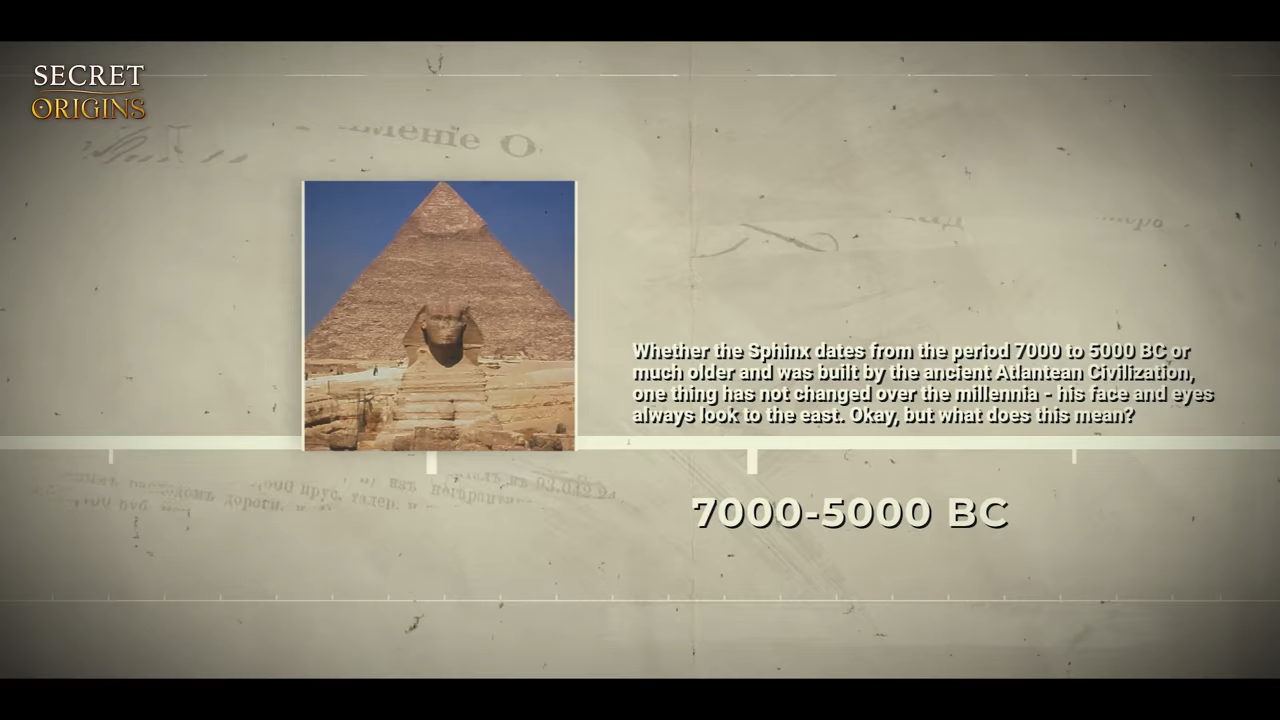 SECRET
ORIGINS
Whether the Sphinx dates from the period 7000 to 5000 BC or
much older and was built by the ancient Atlantean Civilization,
one thing has not changed over the millennia - his face and eyes
always look to the east. Okay, but what does this mean?
7000-5000 BC